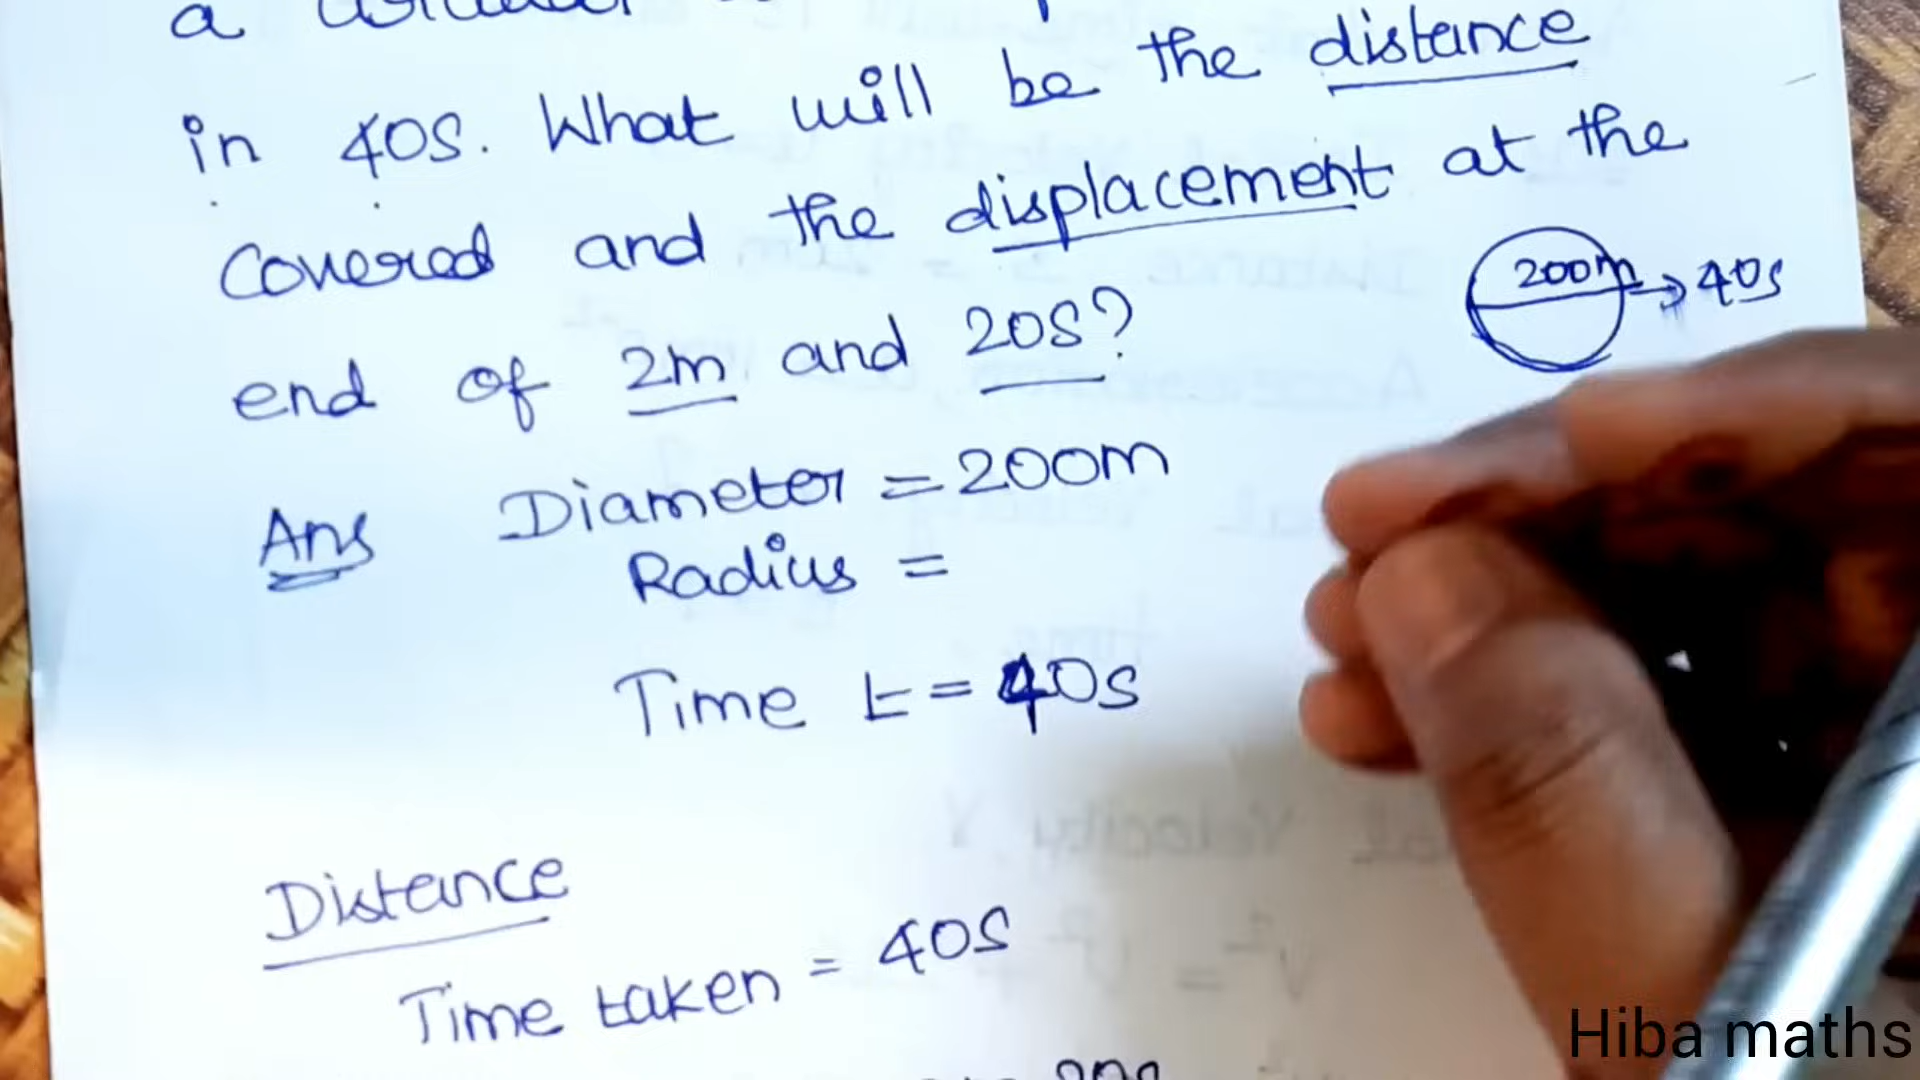 a
in 40s. What will be the distance
covered and the displacement at the
end of 2m and 20s?
200m → 40s
Ans Diameter = 200m
Radius =
Time t = 40s
Distance
Time taken = 40s
Hiba maths